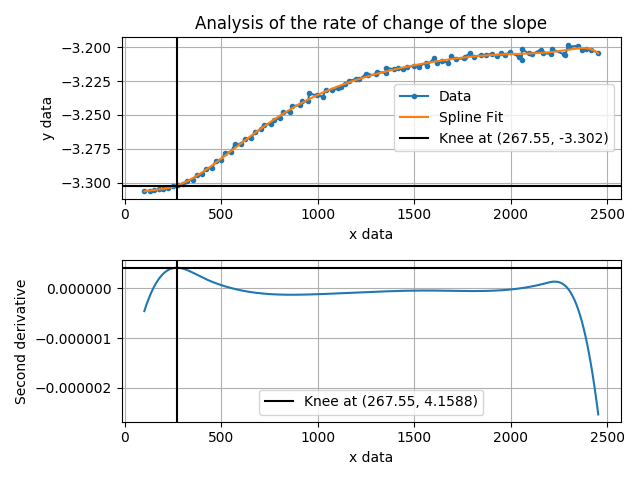 Analysis of the rate of change of the slope
y data
−3.200
−3.225
−3.250
−3.275
−3.300
Data
Spline Fit
Knee at (267.55, -3.302)
0 500 1000 1500 2000 2500
x data
Second derivative
0.000000
−0.000001
−0.000002
Knee at (267.55, 4.1588)
0 500 1000 1500 2000 2500
x data